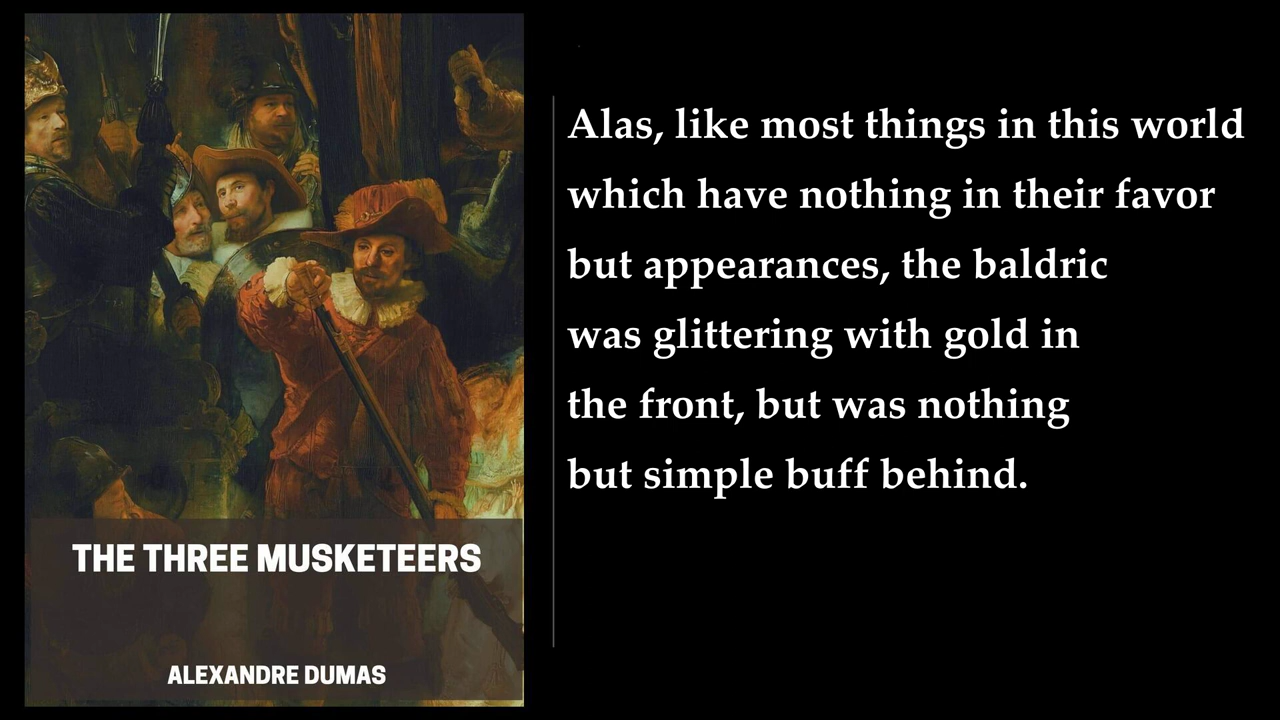 THE THREE MUSKETEERS
ALEXANDRE DUMAS
Alas, like most things in this world
which have nothing in their favor
but appearances, the baldric
was glittering with gold in
the front, but was nothing
but simple buff behind.